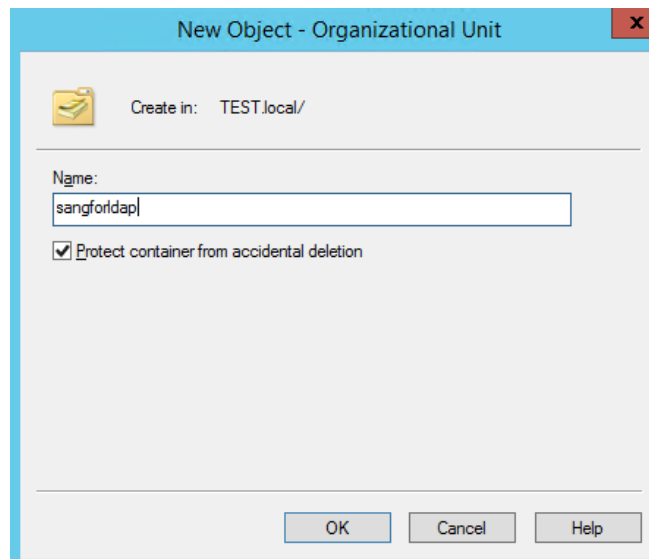 New Object - Organizational Unit
x
Create in: TEST.local/
Name:
sangforldap
Protect container from accidental deletion
OK Cancel Help